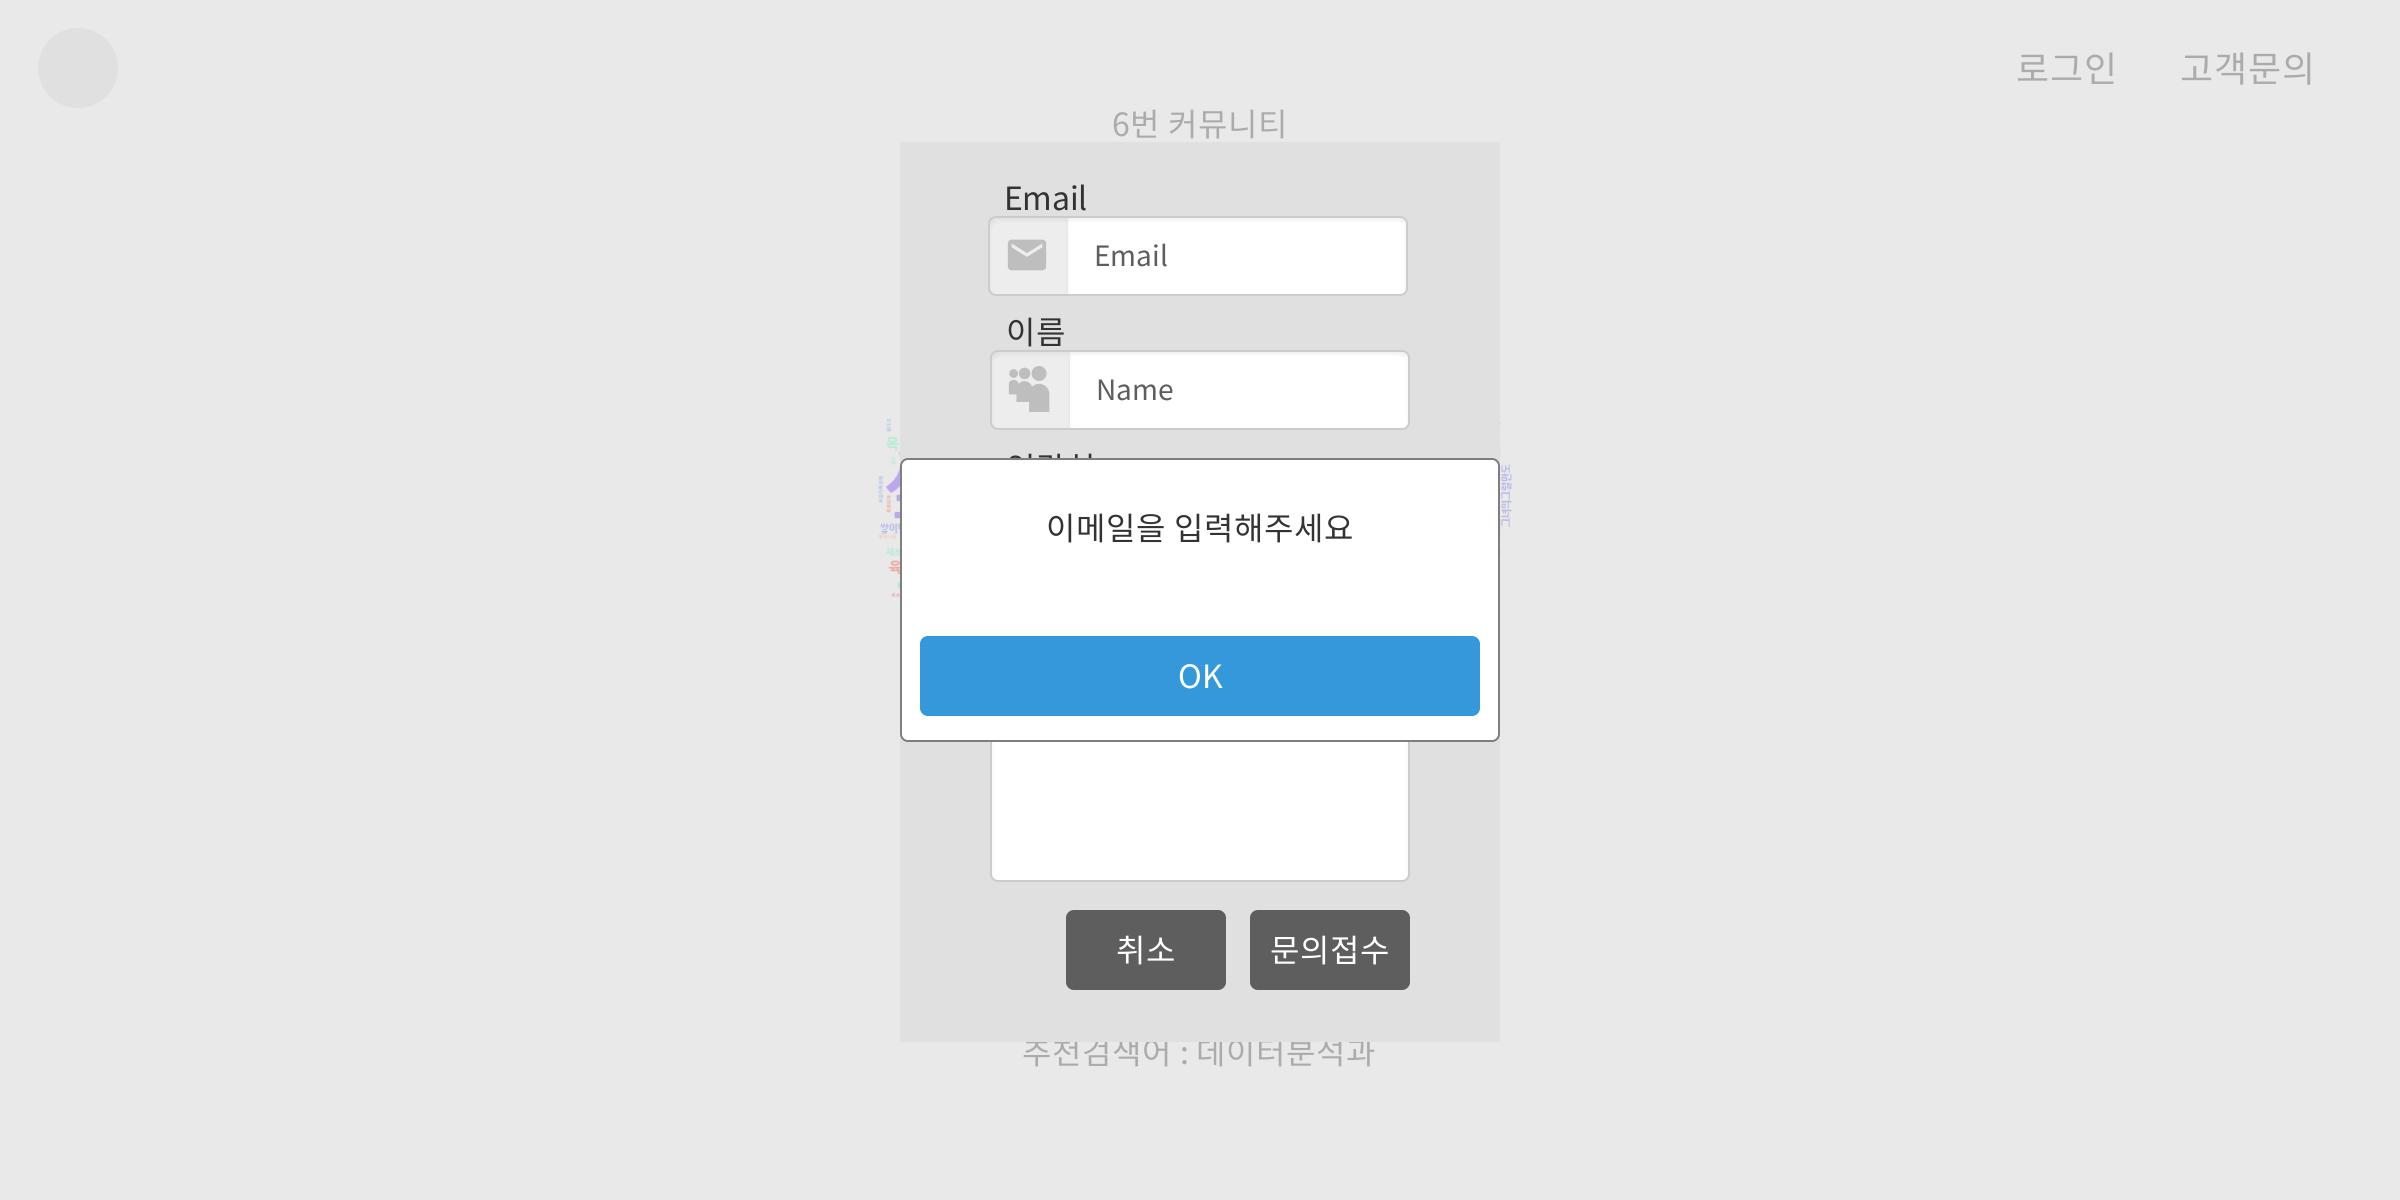 로그인 고객문의
6번 커뮤니티
Email
Email
이름
Name
이메일을 입력해주세요
OK
취소 문의접수
추천검색어 : 데이터분석과